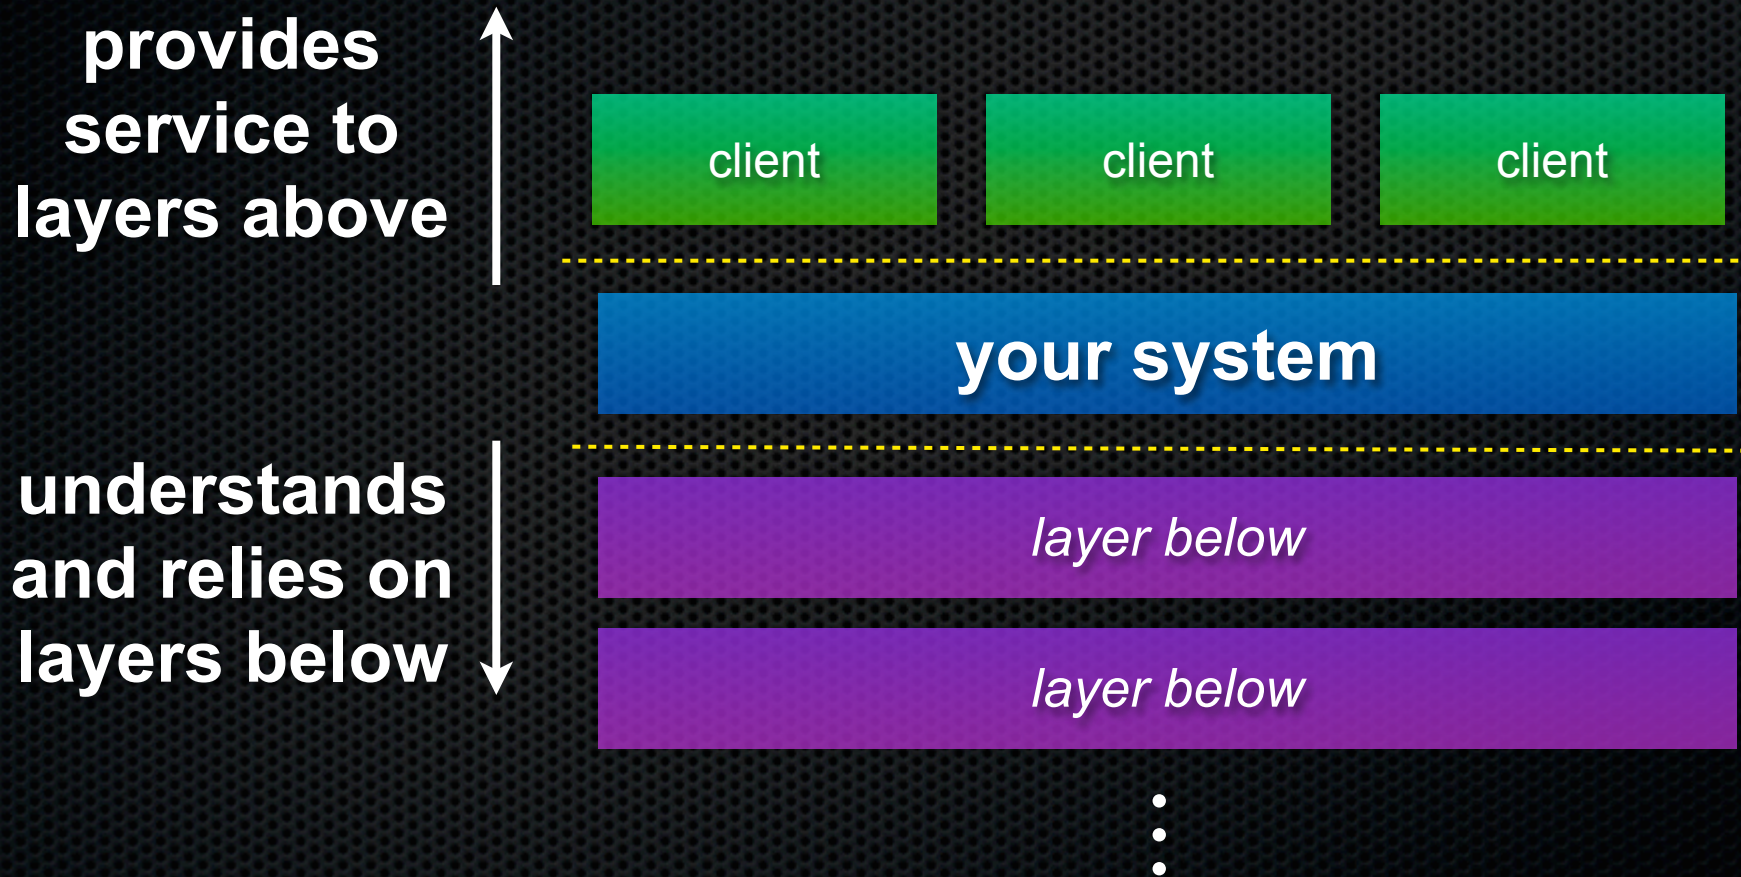 provides
service to
layers above
client
client
client
your system
understands
and relies on
layers below
layer below
layer below